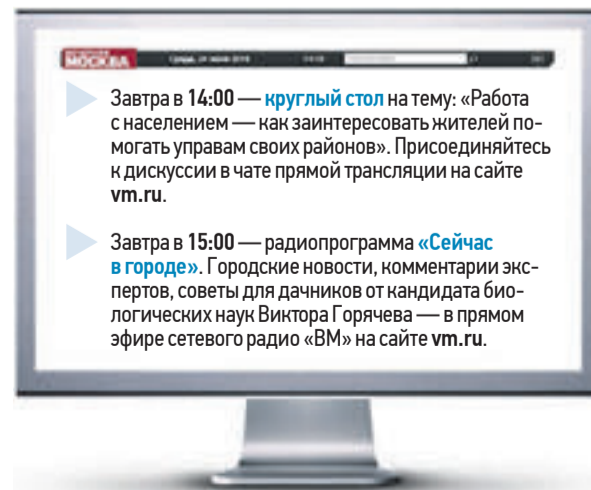 МОСКВА
Завтра в 14:00 — круглый стол на тему: «Работа
с населением — как заинтересовать жителей по-
могать управам своих районов». Присоединяйтесь
к дискуссии в чате прямой трансляции на сайте
vm.ru.
Завтра в 15:00 — радиопрограмма «Сейчас
в городе». Городские новости, комментарии экс-
пертов, советы для дачников от кандидата био-
логических наук Виктора Горячева — в прямом
эфире сетевого радио «ВМ» на сайте vm.ru.